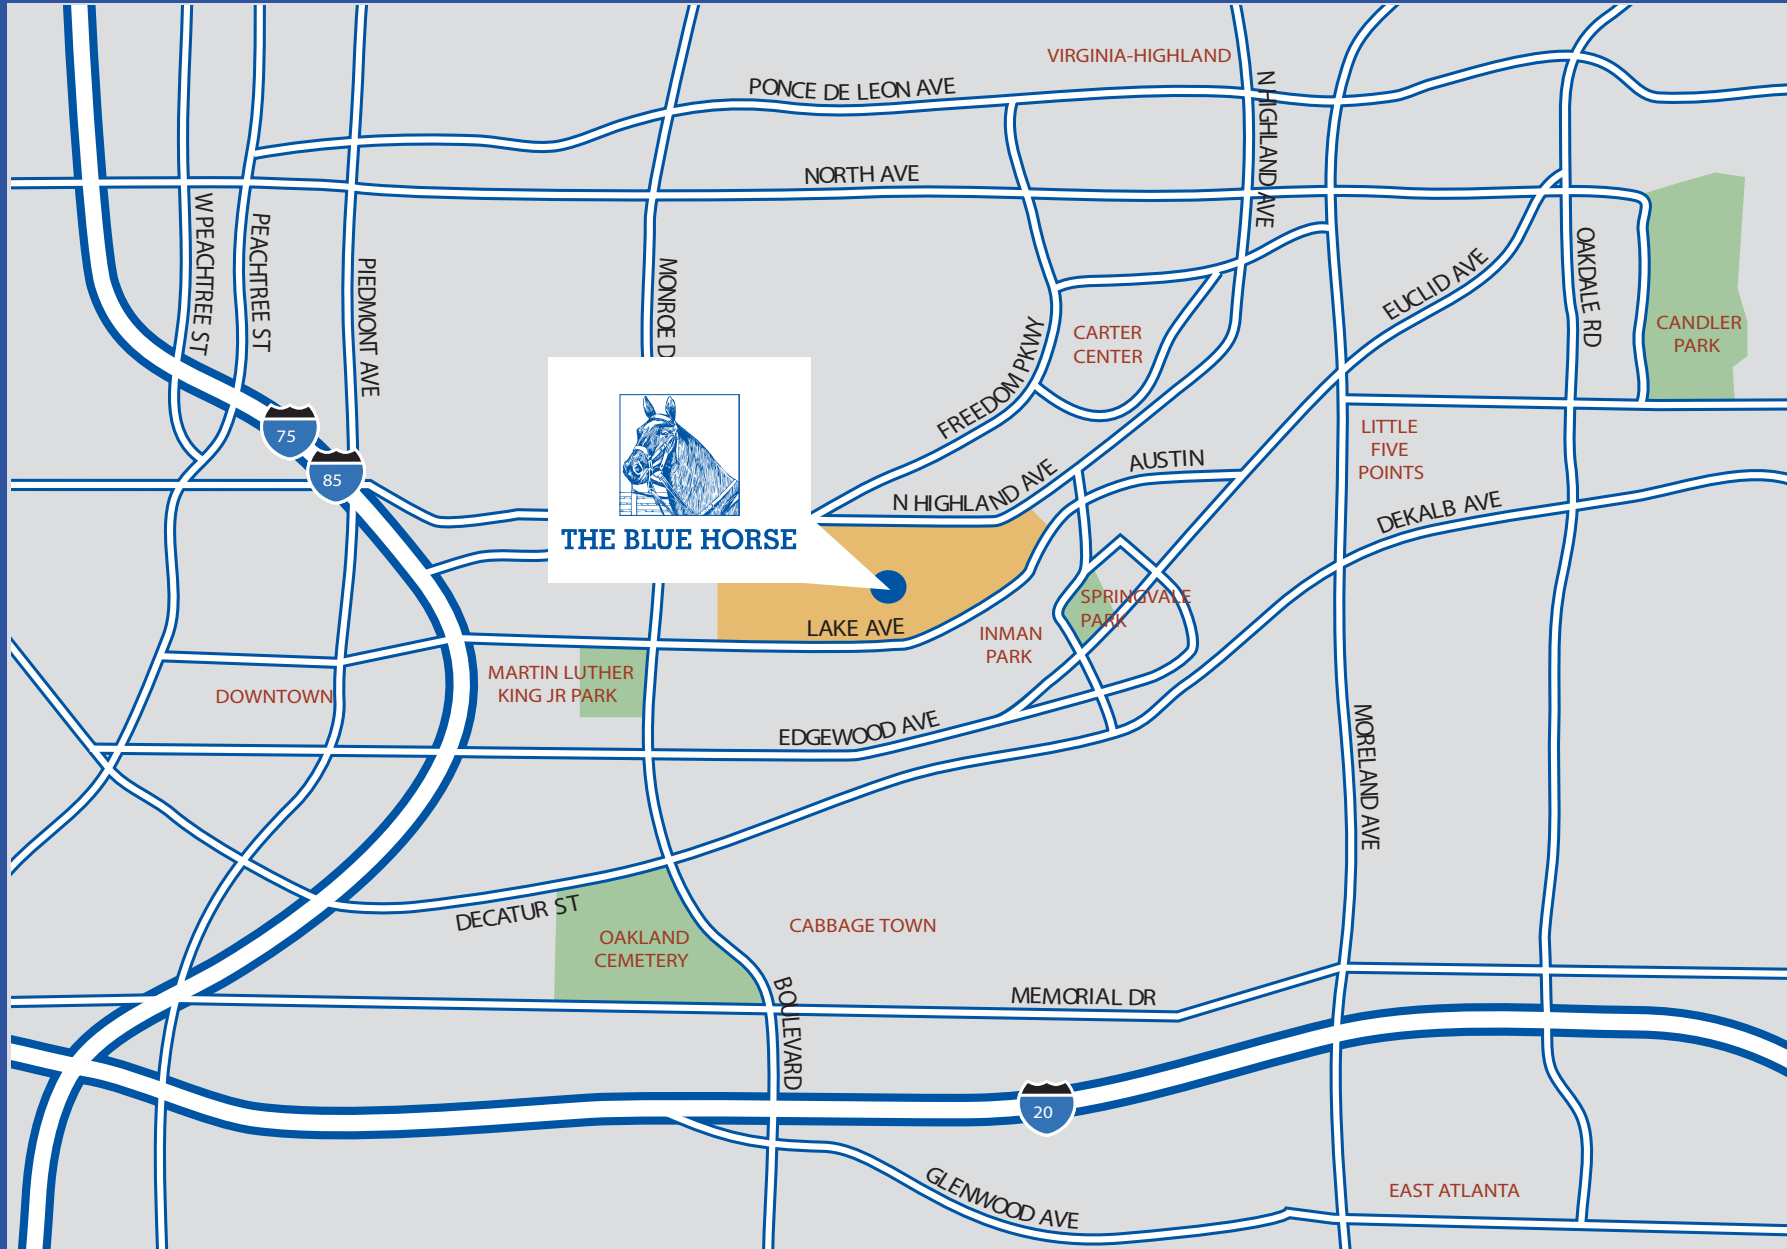 VIRGINIA-HIGHLAND
PONCE DE LEON AVE
N HIGHLAND AVE
NORTH AVE
W PEACHTREE ST
PEACHTREE ST
PIEDMONT AVE
MONROE D
OAKDALE RD
EUCLID AVE
CANDLER
PARK
CARTER
CENTER
FREEDOM PKWY
75
85
LITTLE
FIVE
POINTS
AUSTIN
N HIGHLAND AVE
DEKALB AVE
THE BLUE HORSE
SPRINGVALE
PARK
LAKE AVE
INMAN
PARK
MARTIN LUTHER
KING JR PARK
DOWNTOWN
EDGEWOOD AVE
MORELAND AVE
DECATUR ST
OAKLAND
CEMETERY
CABBAGE TOWN
BOULEVARD
MEMORIAL DR
20
GLENWOOD AVE
EAST ATLANTA